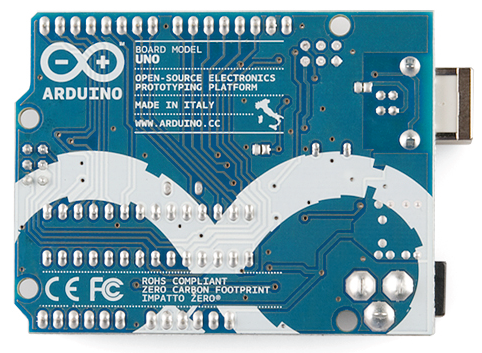 ARDUINO
BOARD MODEL
UNO
OPEN-SOURCE ELECTRONICS
PROTOTYPING PLATFORM
MADE IN ITALY
WWW.ARDUINO.CC
CE FC
ROHS COMPLIANT
ZERO CARBON FOOTPRINT
IMPATTO ZERO®